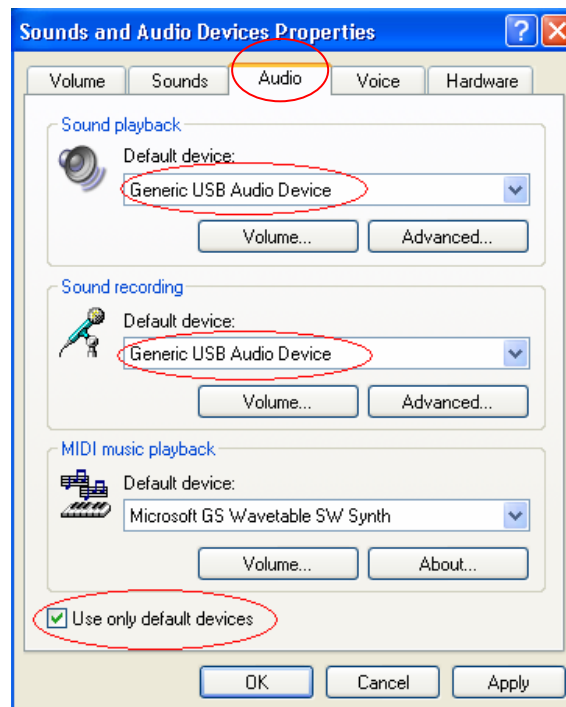 Sounds and Audio Devices Properties
Volume Sounds Audio Voice Hardware
Sound playback
Default device:
Generic USB Audio Device
Volume... Advanced...
Sound recording
Default device:
Generic USB Audio Device
Volume... Advanced...
MIDI music playback
Default device:
Microsoft GS Wavetable SW Synth
Volume... About...
Use only default devices
OK Cancel Apply